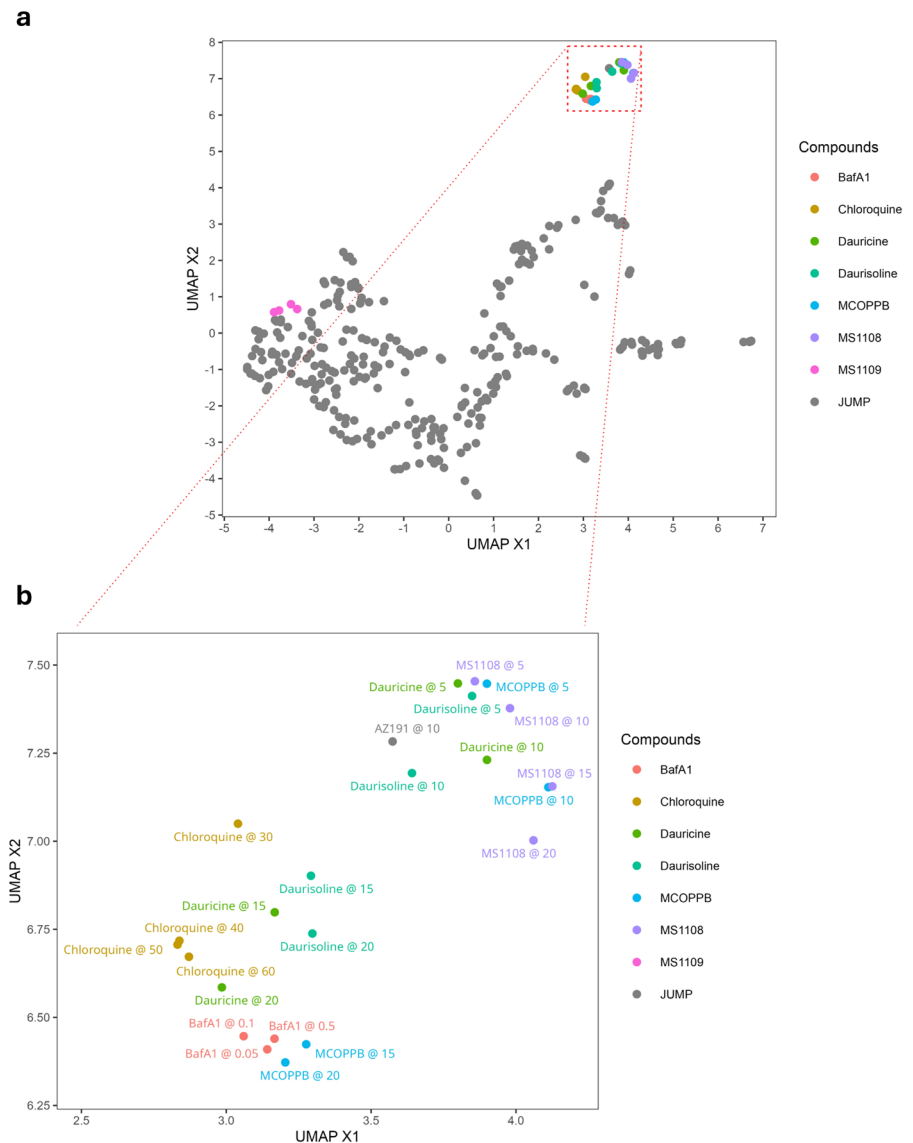 a
8
7
6
5
4
3
2
1
0
-1
-2
-3
-4
-5
UMAP X2
-5 -4 -3 -2 -1 0 1 2 3 4 5 6 7
UMAP X1
Compounds
BafA1
Chloroquine
Dauricine
Daurisoline
MCOPPB
MS1108
MS1109
JUMP
b
7.50
7.25
7.00
6.75
6.50
6.25
UMAP X2
MS1108 @ 5
Dauricine @ 5
MCOPPB @ 5
Daurisoline @ 5
MS1108 @ 10
AZ191 @ 10
Dauricine @ 10
Daurisoline @ 10
MS1108 @ 15
MCOPPB @ 10
Chloroquine @ 30
MS1108 @ 20
Daurisoline @ 15
Dauricine @ 15
Chloroquine @ 40
Chloroquine @ 50
Daurisoline @ 20
Chloroquine @ 60
Dauricine @ 20
BafA1 @ 0.1
BafA1 @ 0.5
BafA1 @ 0.05
MCOPPB @ 15
MCOPPB @ 20
2.5 3.0 3.5 4.0
UMAP X1
Compounds
BafA1
Chloroquine
Dauricine
Daurisoline
MCOPPB
MS1108
MS1109
JUMP